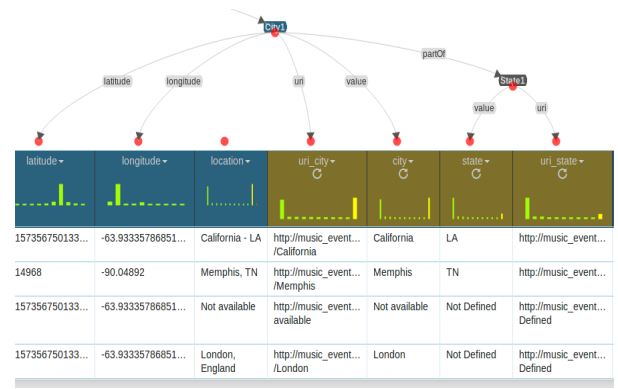 City1
partOf
latitude longitude uri value State1
value uri
latitude longitude location uri_city city state uri_state
157356750133... -63.93335786851... California - LA http://music_event... California LA http://music_event...
/California
14968 -90.04892 Memphis, TN http://music_event... Memphis TN http://music_event...
/Memphis
157356750133... -63.93335786851... Not available http://music_event... Not available Not Defined http://music_event...
available Defined
157356750133... -63.93335786851... London, http://music_event... London Not Defined http://music_event...
England /London Defined